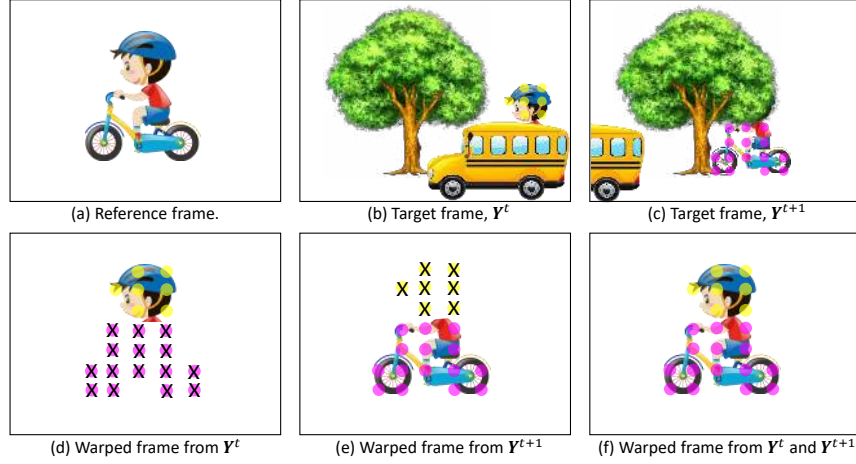 (a) Reference frame.
(b) Target frame, Y^t
(c) Target frame, Y^{t+1}
X X
X X X
X X
X X X
X X X
X X X X X
X X X X
(d) Warped frame from Y^t
(e) Warped frame from Y^{t+1}
(f) Warped frame from Y^t and Y^{t+1}